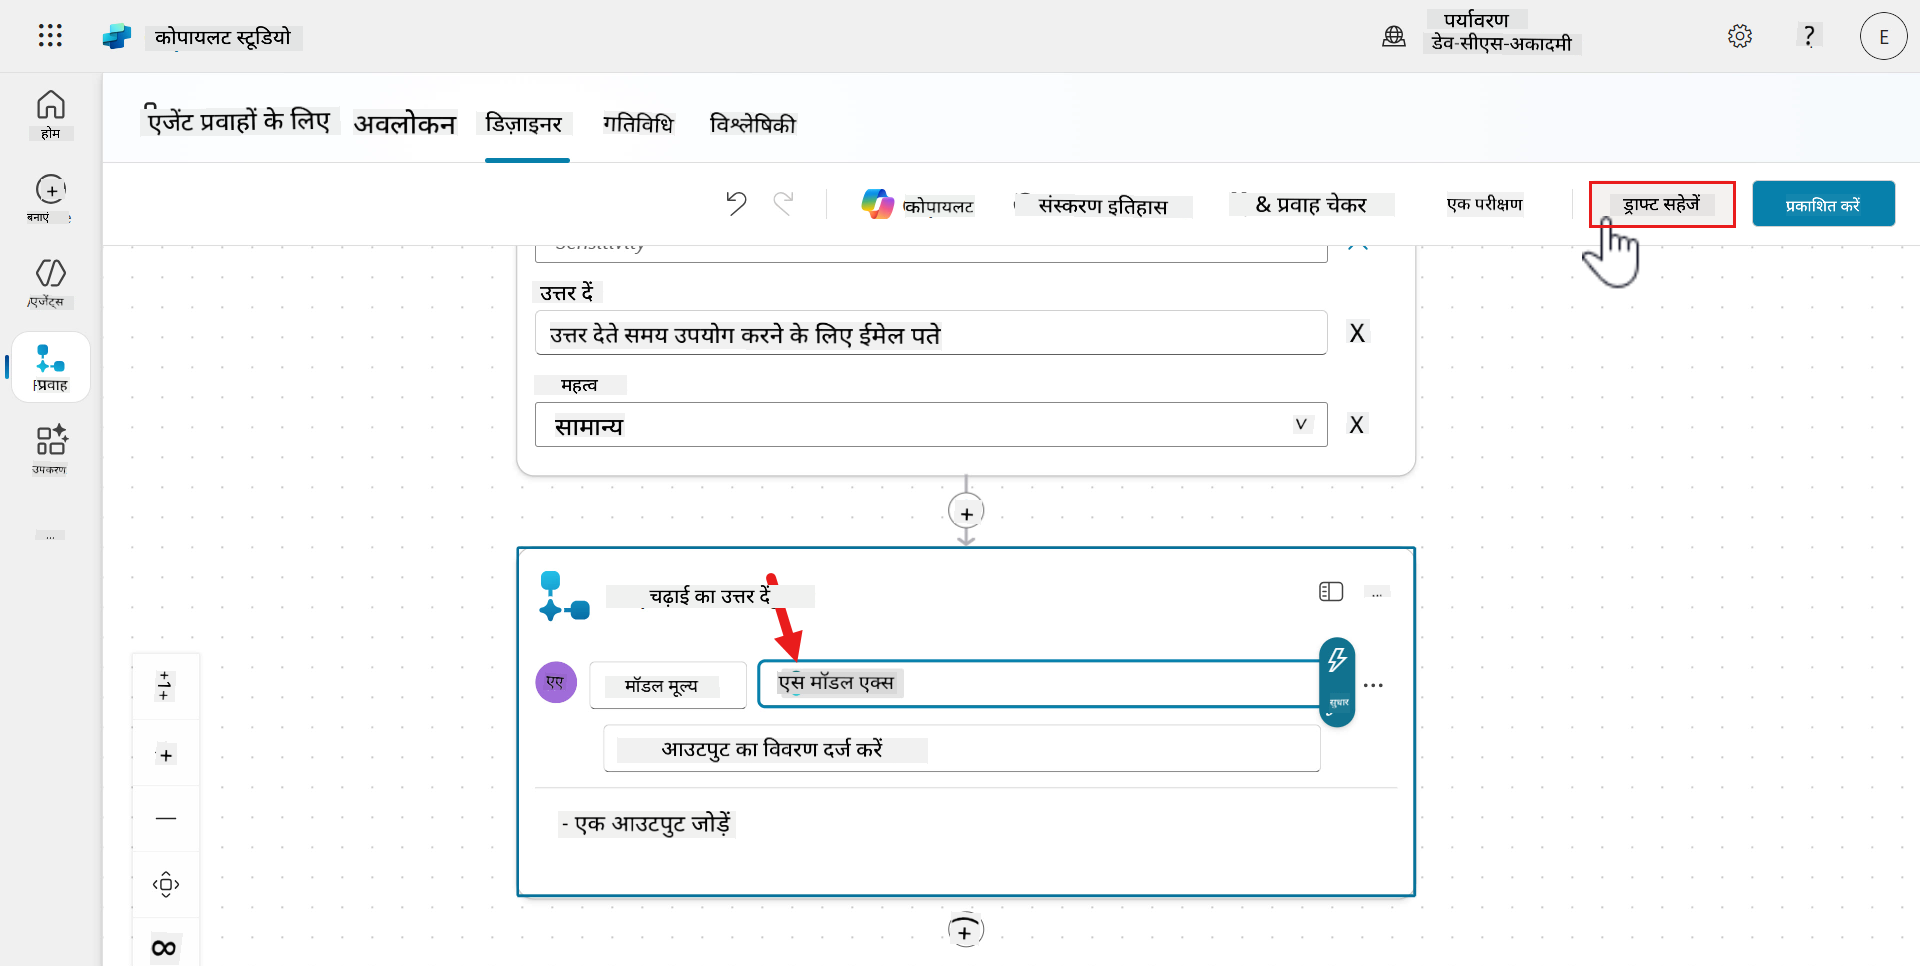 कोपायलट स्टूडियो
पर्यावरण
डेव-सीएस-अकादमी
?
E
होम
बनाएं
एजेंट्स
प्रवाह
उपकरण
...
एजेंट प्रवाहों के लिए अवलोकन डिज़ाइनर गतिविधि विश्लेषिकी
कोपायलट संस्करण इतिहास & प्रवाह चेकर एक परीक्षण ड्राफ्ट सहेजें प्रकाशित करें
उत्तर दें
उत्तर देते समय उपयोग करने के लिए ईमेल पते X
महत्व
सामान्य V X
चढ़ाई का उत्तर दें ...
एए मॉडल मूल्य एस मॉडल एक्स सुधार
आउटपुट का विवरण दर्ज करें
- एक आउटपुट जोड़ें